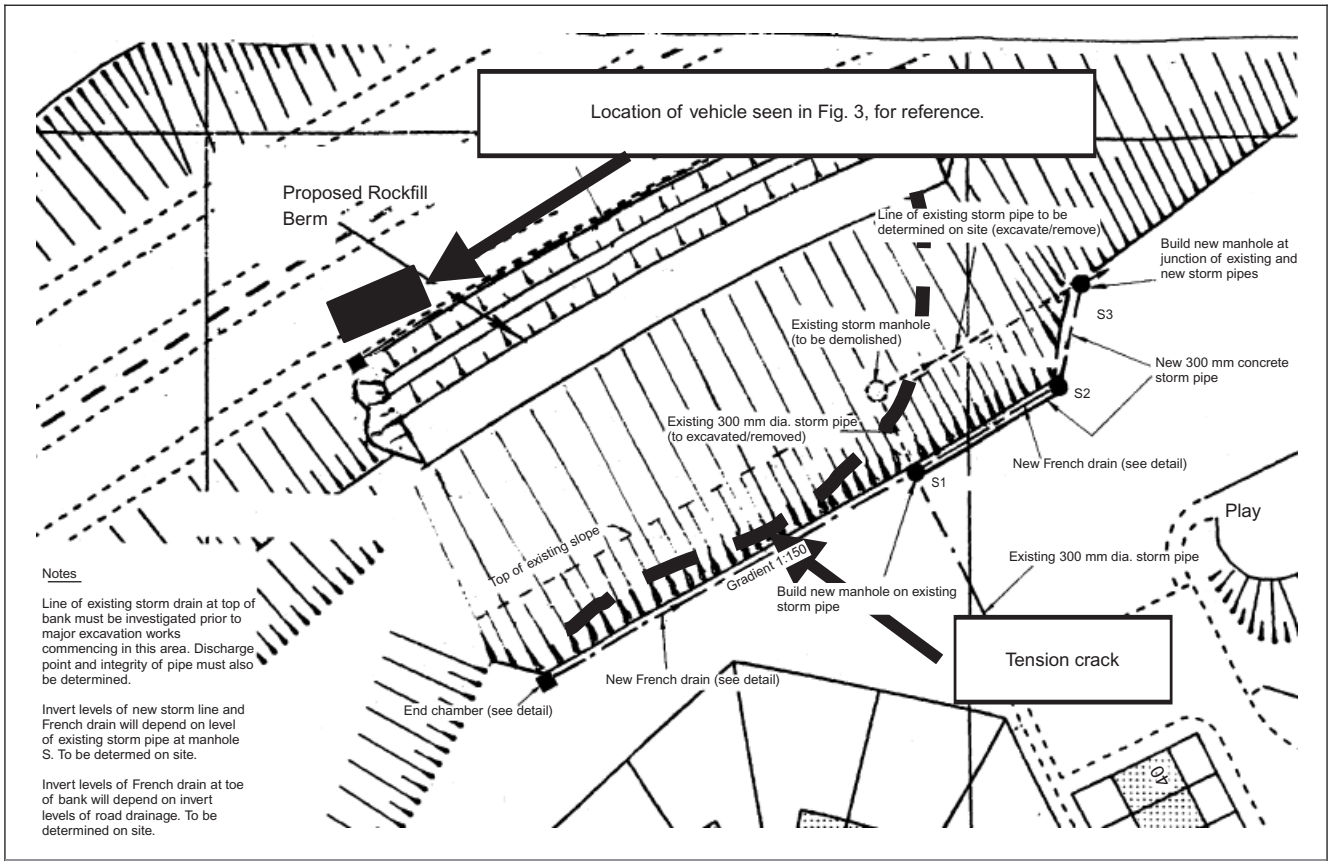 Location of vehicle seen in Fig. 3, for reference.
Proposed Rockfill
Berm
Line of existing storm pipe to be
determined on site (excavate/remove)
Build new manhole at
junction of existing and
new storm pipes
S3
Existing storm manhole
(to be demolished)
New 300 mm concrete
storm pipe
S2
Existing 300 mm dia. storm pipe
(to excavated/removed)
New French drain (see detail)
S1
Play
Top of existing slope
Gradient 1:150
Existing 300 mm dia. storm pipe
Build new manhole on existing
storm pipe
Tension crack
New French drain (see detail)
End chamber (see detail)
40
Notes
Line of existing storm drain at top of
bank must be investigated prior to
major excavation works
commencing in this area. Discharge
point and integrity of pipe must also
be determined.
Invert levels of new storm line and
French drain will depend on level
of existing storm pipe at manhole
S. To be determed on site.
Invert levels of French drain at toe
of bank will depend on invert
levels of road drainage. To be
determined on site.